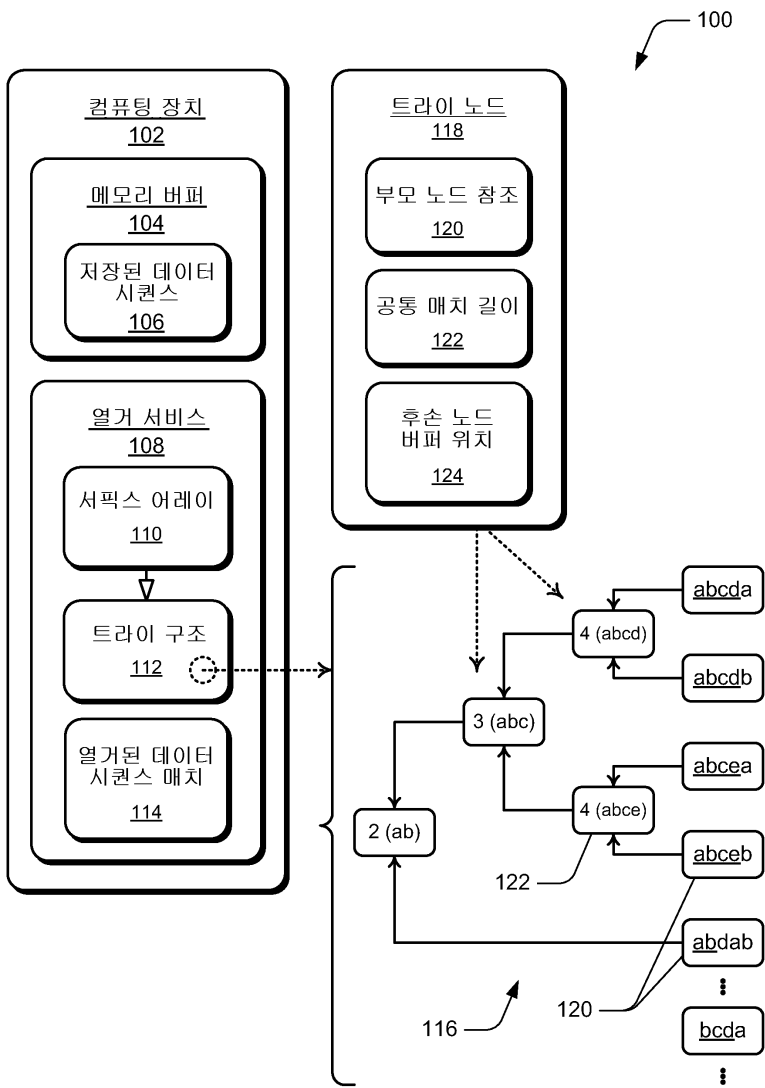 100
컴퓨팅 장치
102
메모리 버퍼
104
저장된 데이터
시퀀스
106
열거 서비스
108
서픽스 어레이
110
트라이 구조
112
열거된 데이터
시퀀스 매치
114
트라이 노드
118
부모 노드 참조
120
공통 매치 길이
122
후손 노드
버퍼 위치
124
abcda
4 (abcd)
abcdb
3 (abc)
abcea
4 (abce)
2 (ab)
abceb
122
abdab
120
116
bcda